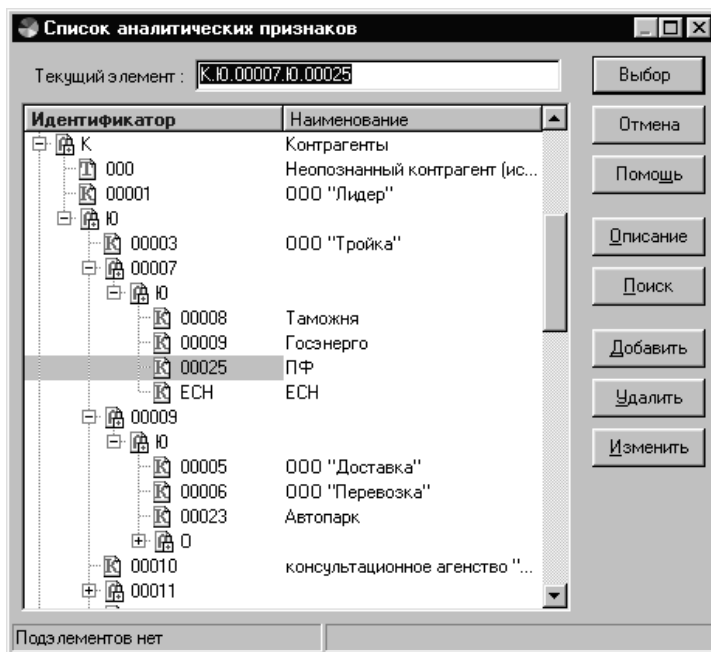 Список аналитических признаков
Текущий элемент : К.Ю.00007.Ю.00025
Выбор
Отмена
Помощь
Описание
Поиск
Добавить
Удалить
Изменить
Идентификатор Наименование
К Контрагенты
000 Неопознанный контрагент (ис...
00001 ООО "Лидер"
Ю
00003 ООО "Тройка"
00007
Ю
00008 Таможня
00009 Госэнерго
00025 ПФ
ЕСН ЕСН
00009
Ю
00005 ООО "Доставка"
00006 ООО "Перевозка"
00023 Автопарк
О
00010 консультационное агенство "...
00011
Подэлементов нет